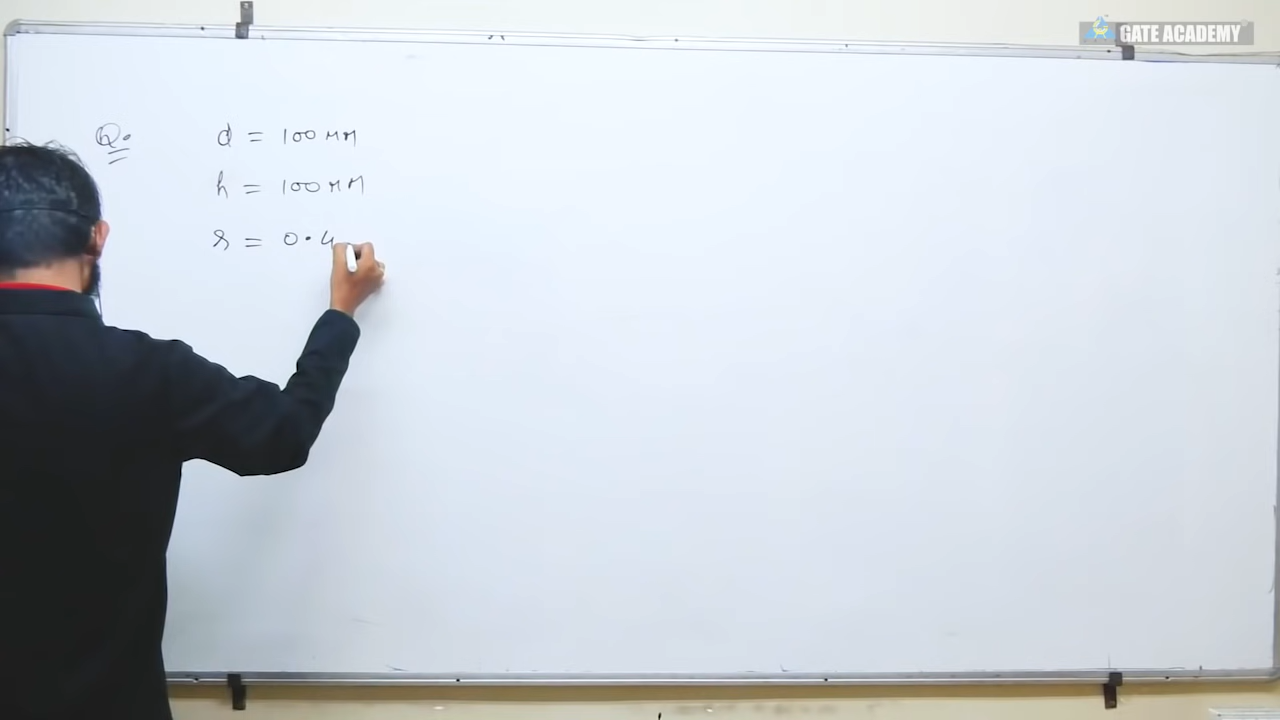 GATE ACADEMY
Q. d = 100 MM
h = 100 MM
r = 0.4